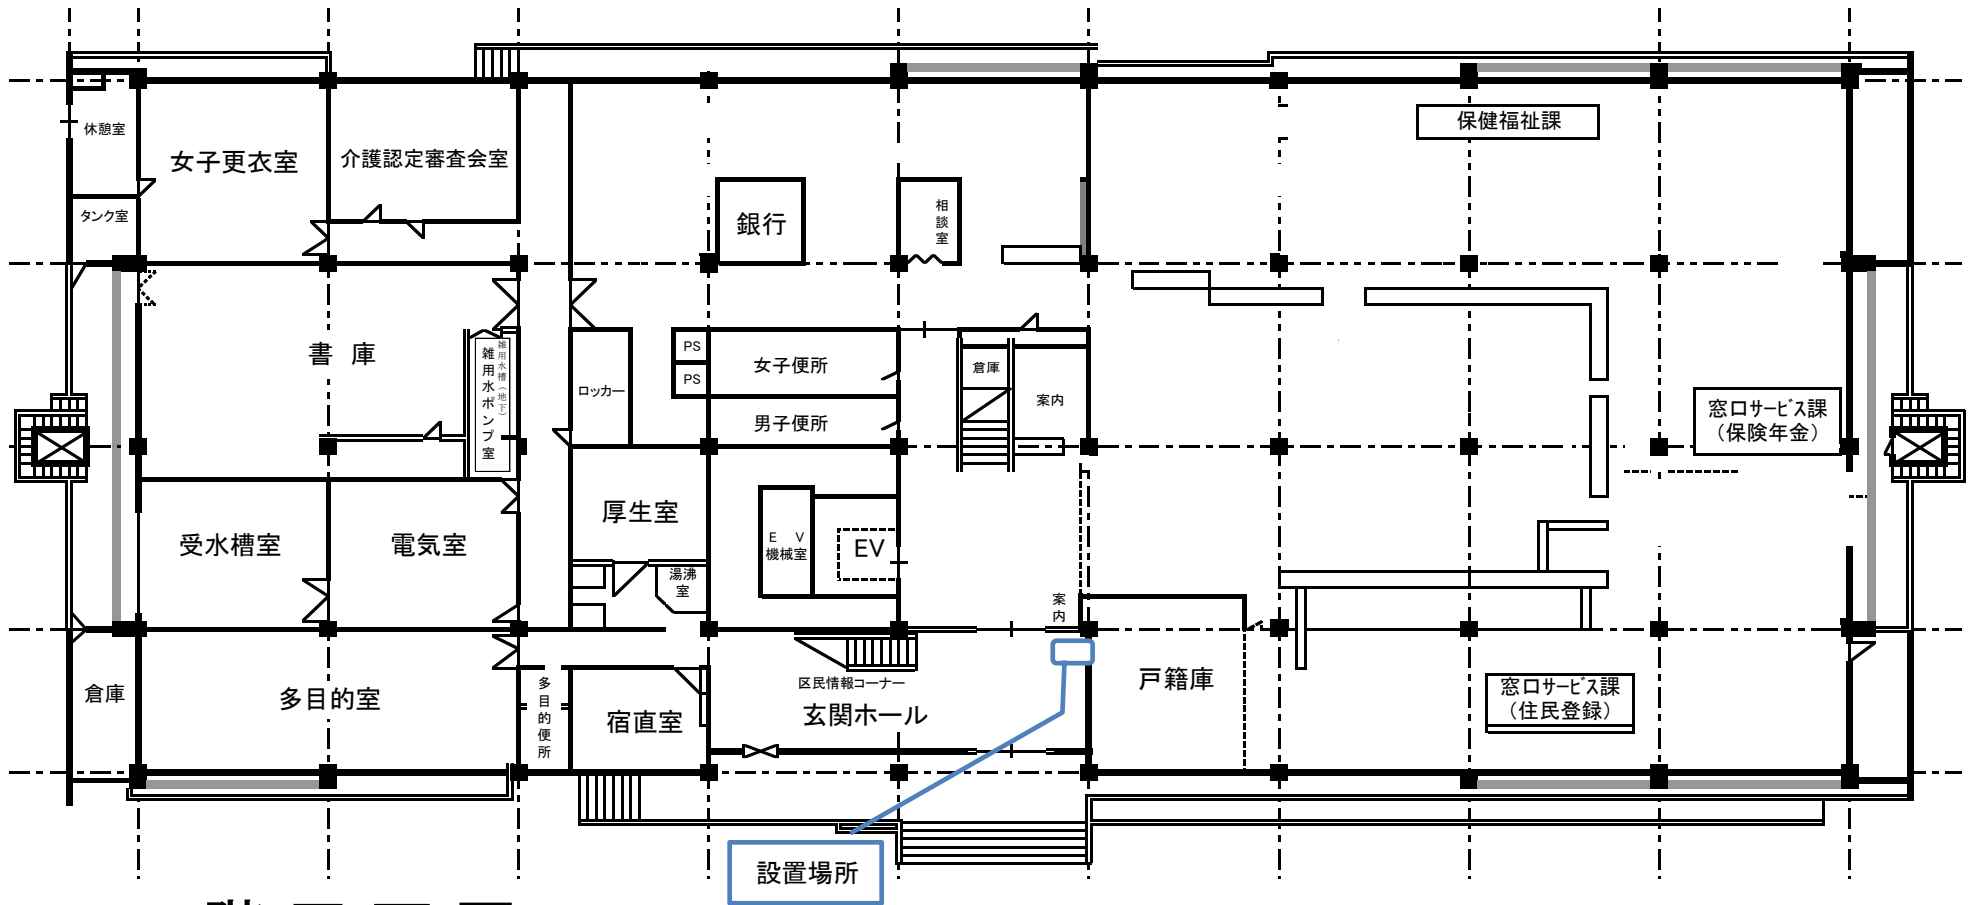 保健福祉課
休憩室
女子更衣室
介護認定審査会室
タンク室
銀行
相談室
書 庫
雑用水ポンプ室
雑用水槽(地下)
ロッカー
PS
PS
女子便所
男子便所
倉庫
案内
窓口サービス課
(保険年金)
受水槽室
電気室
厚生室
湯沸室
E V
機械室
EV
案内
倉庫
多目的室
多目的便所
宿直室
区民情報コーナー
玄関ホール
戸籍庫
窓口サービス課
(住民登録)
設置場所